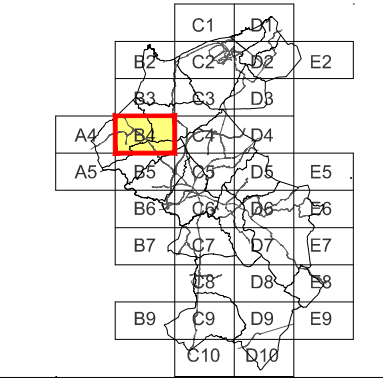 C1 D1
B2 C2 D2 E2
B3 C3 D3
A4 B4 C4 D4
A5 B5 C5 D5 E5
B6 C6 D6 E6
B7 C7 D7 E7
C8 D8 E8
B9 C9 D9 E9
C10 D10